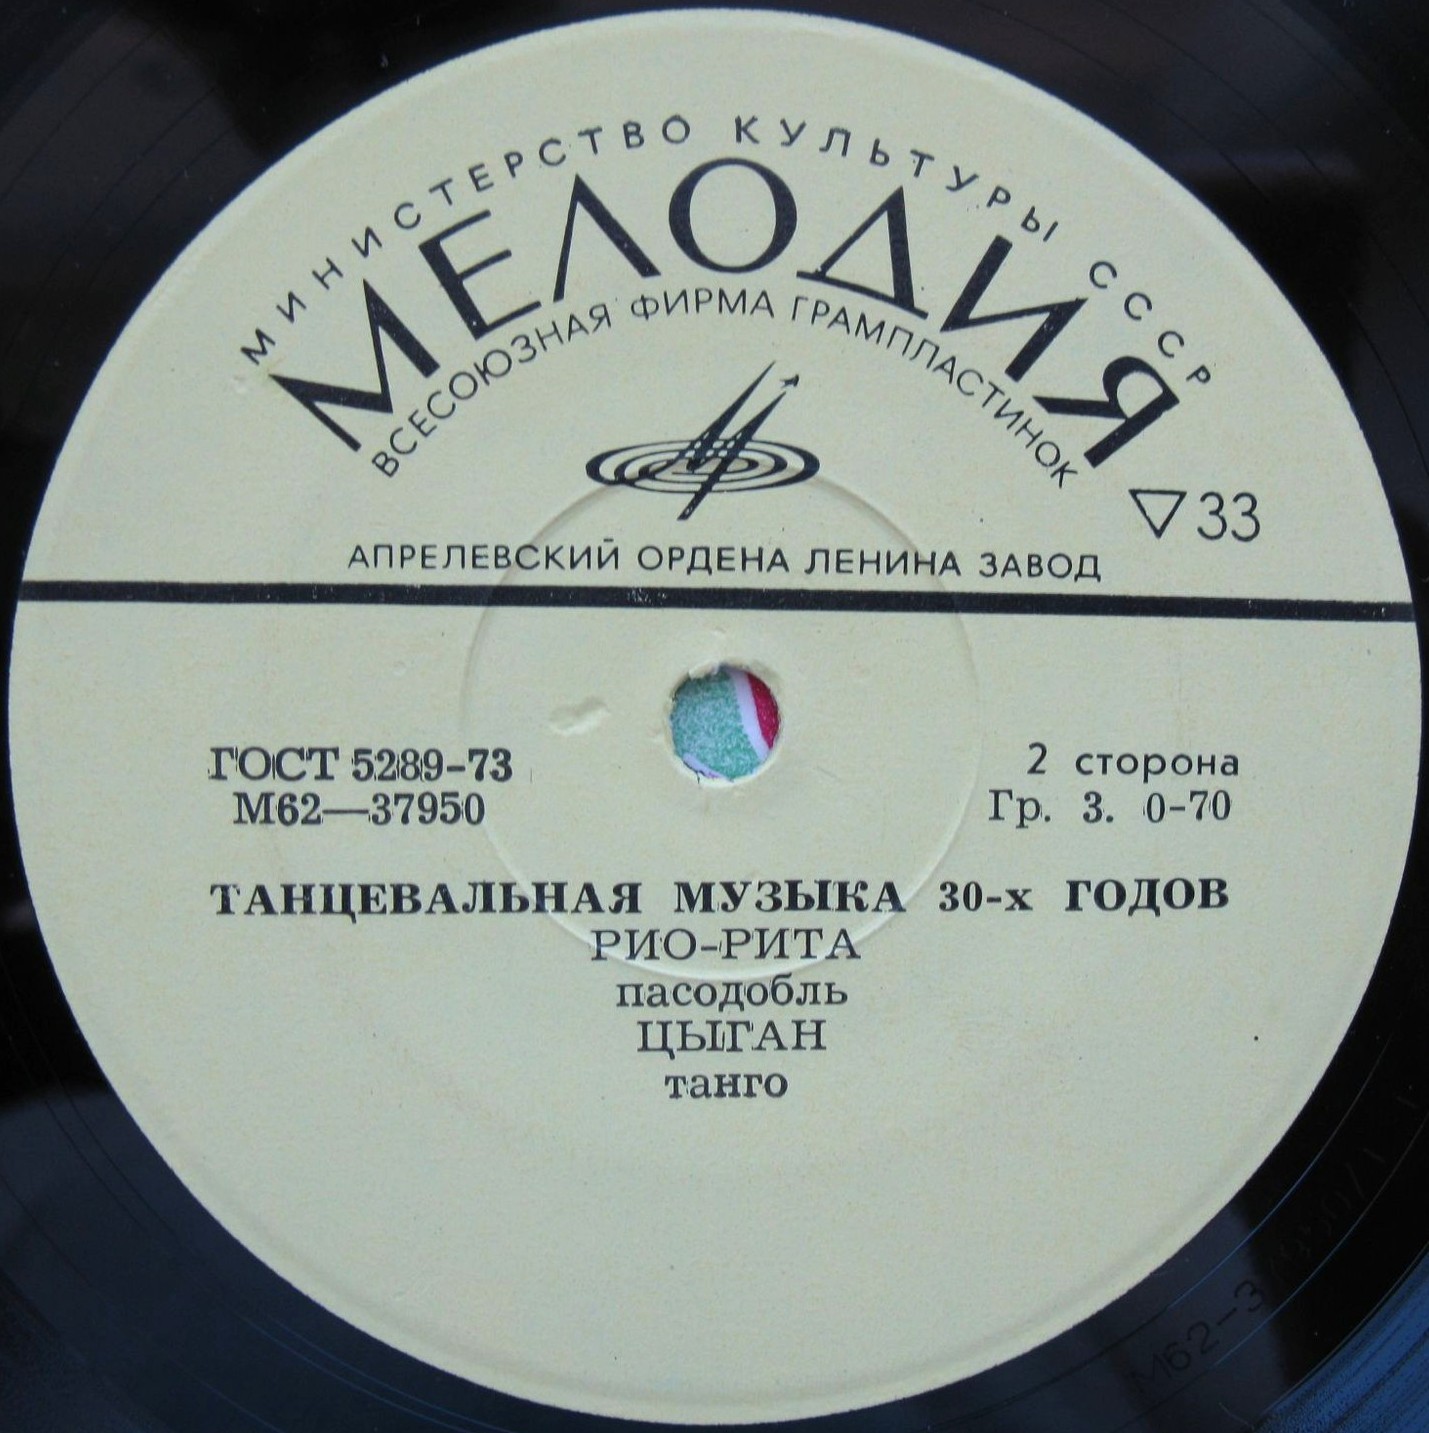 МИНИСТЕРСТВО КУЛЬТУРЫ СССР
МЕЛОДИЯ
ВСЕСОЮЗНАЯ ФИРМА ГРАМПЛАСТИНОК
▽33
АПРЕЛЕВСКИЙ ОРДЕНА ЛЕНИНА ЗАВОД
ГОСТ 5289-73
М62—37950
2 сторона
Гр. 3. 0-70
ТАНЦЕВАЛЬНАЯ МУЗЫКА 30-х ГОДОВ
РИО-РИТА
пасодобль
ЦЫГАН
танго